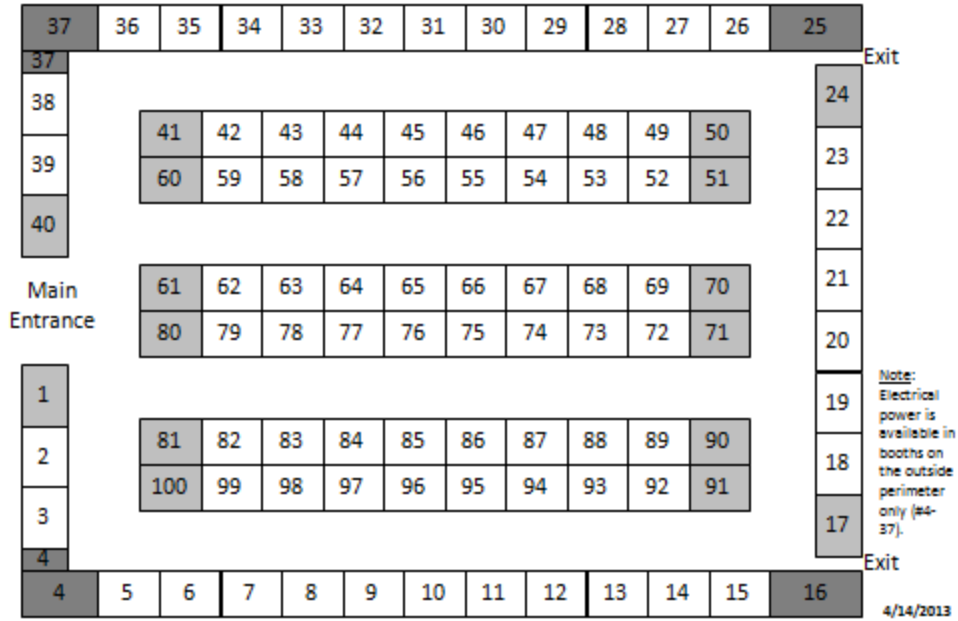 37 36 35 34 33 32 31 30 29 28 27 26 25
37
Exit
38
24
41 42 43 44 45 46 47 48 49 50
39
23
60 59 58 57 56 55 54 53 52 51
40
22
Main
Entrance
61 62 63 64 65 66 67 68 69 70
21
80 79 78 77 76 75 74 73 72 71
20
1
19
Note:
Electrical
power is
available in
booths on
the outside
perimeter
only (#4-
37).
2
81 82 83 84 85 86 87 88 89 90
18
100 99 98 97 96 95 94 93 92 91
3
17
4
Exit
4 5 6 7 8 9 10 11 12 13 14 15 16
4/14/2013